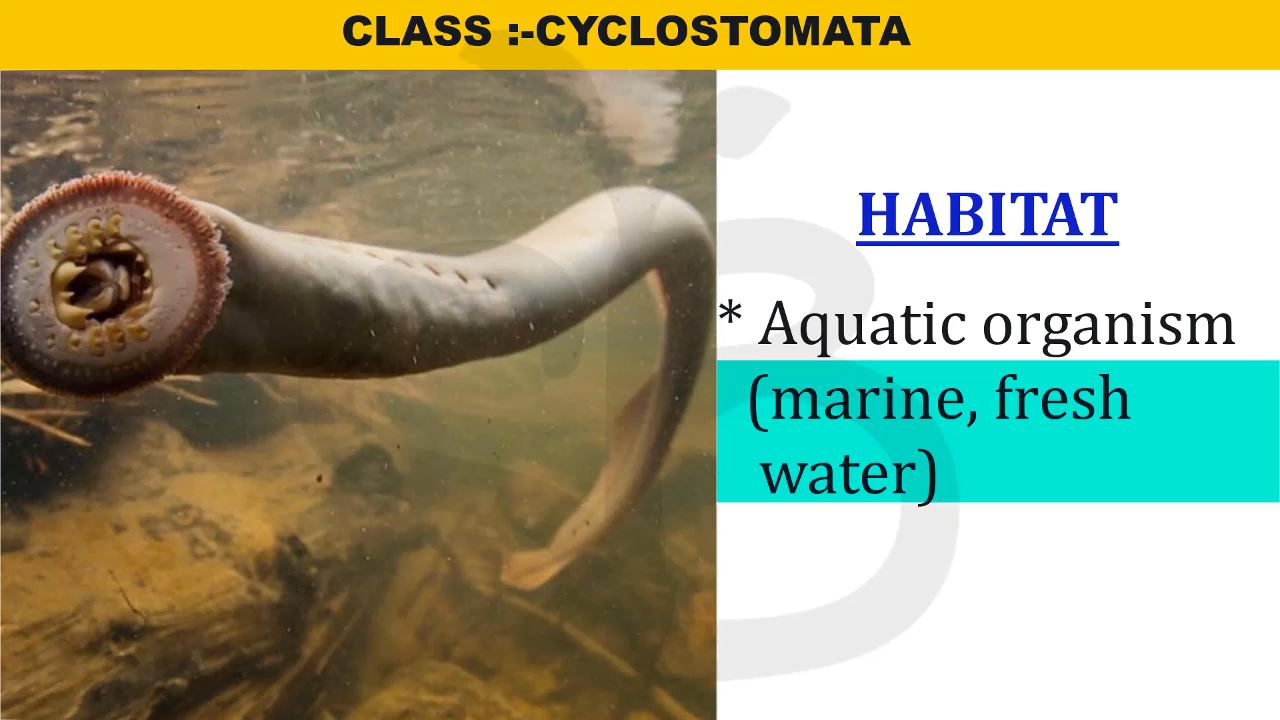 CLASS :-CYCLOSTOMATA
HABITAT
* Aquatic organism
(marine, fresh
water)